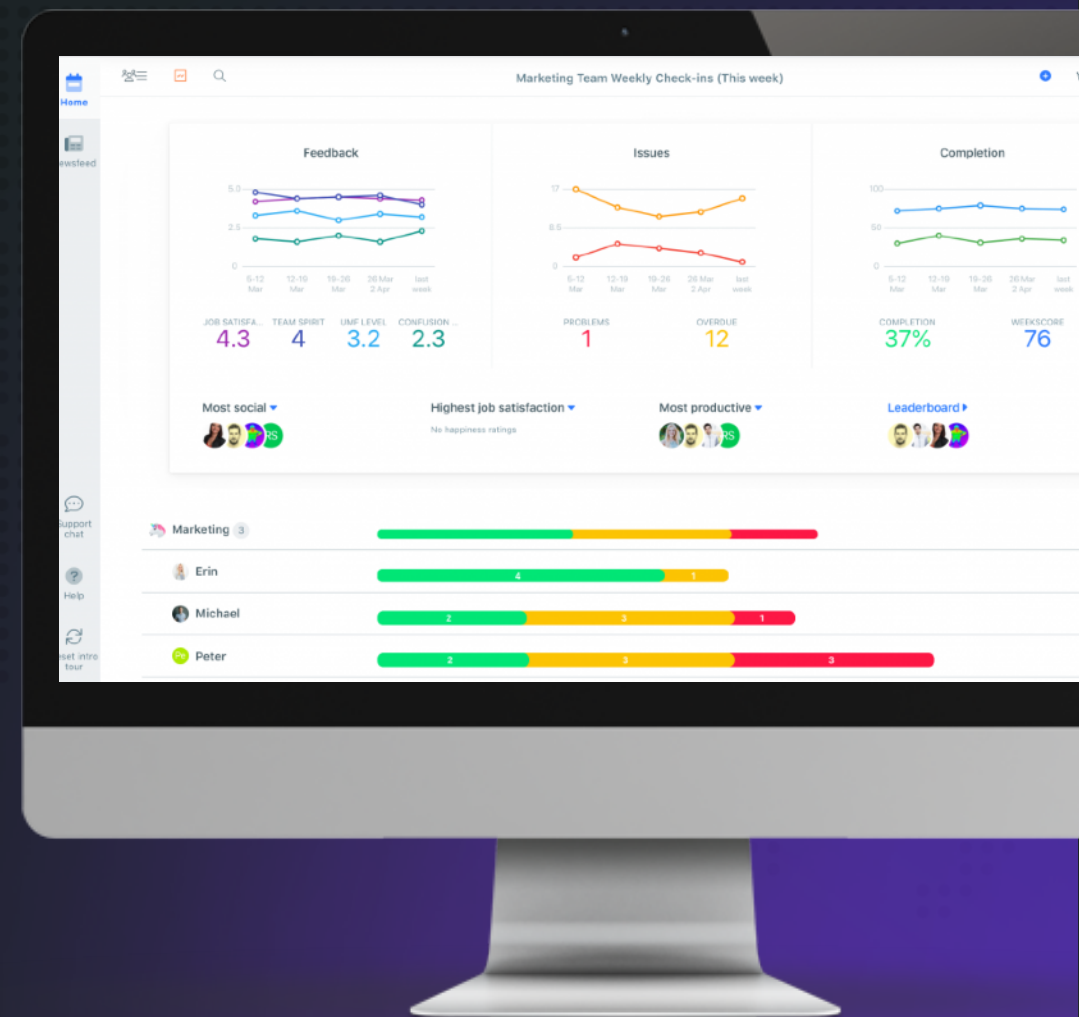 Home
ewsfeed
Support
chat
Help
eset intro
tour
Marketing Team Weekly Check-ins (This week)
Feedback
5.0
2.5
0
5-12 Mar
12-19 Mar
19-26 Mar
26 Mar 2 Apr
last week
JOB SATISFA...
4.3
TEAM SPIRIT
4
UMF LEVEL
3.2
CONFUSION ...
2.3
Issues
17
8.5
0
5-12 Mar
12-19 Mar
19-26 Mar
26 Mar 2 Apr
last week
PROBLEMS
1
OVERDUE
12
Completion
100
50
0
5-12 Mar
12-19 Mar
19-26 Mar
26 Mar 2 Apr
last week
COMPLETION
37%
WEEKSCORE
76
Most social
RS
Highest job satisfaction
No happiness ratings
Most productive
RS
Leaderboard
Marketing 3
Erin
4 1
Michael
2 3 1
Pe Peter
2 3 3